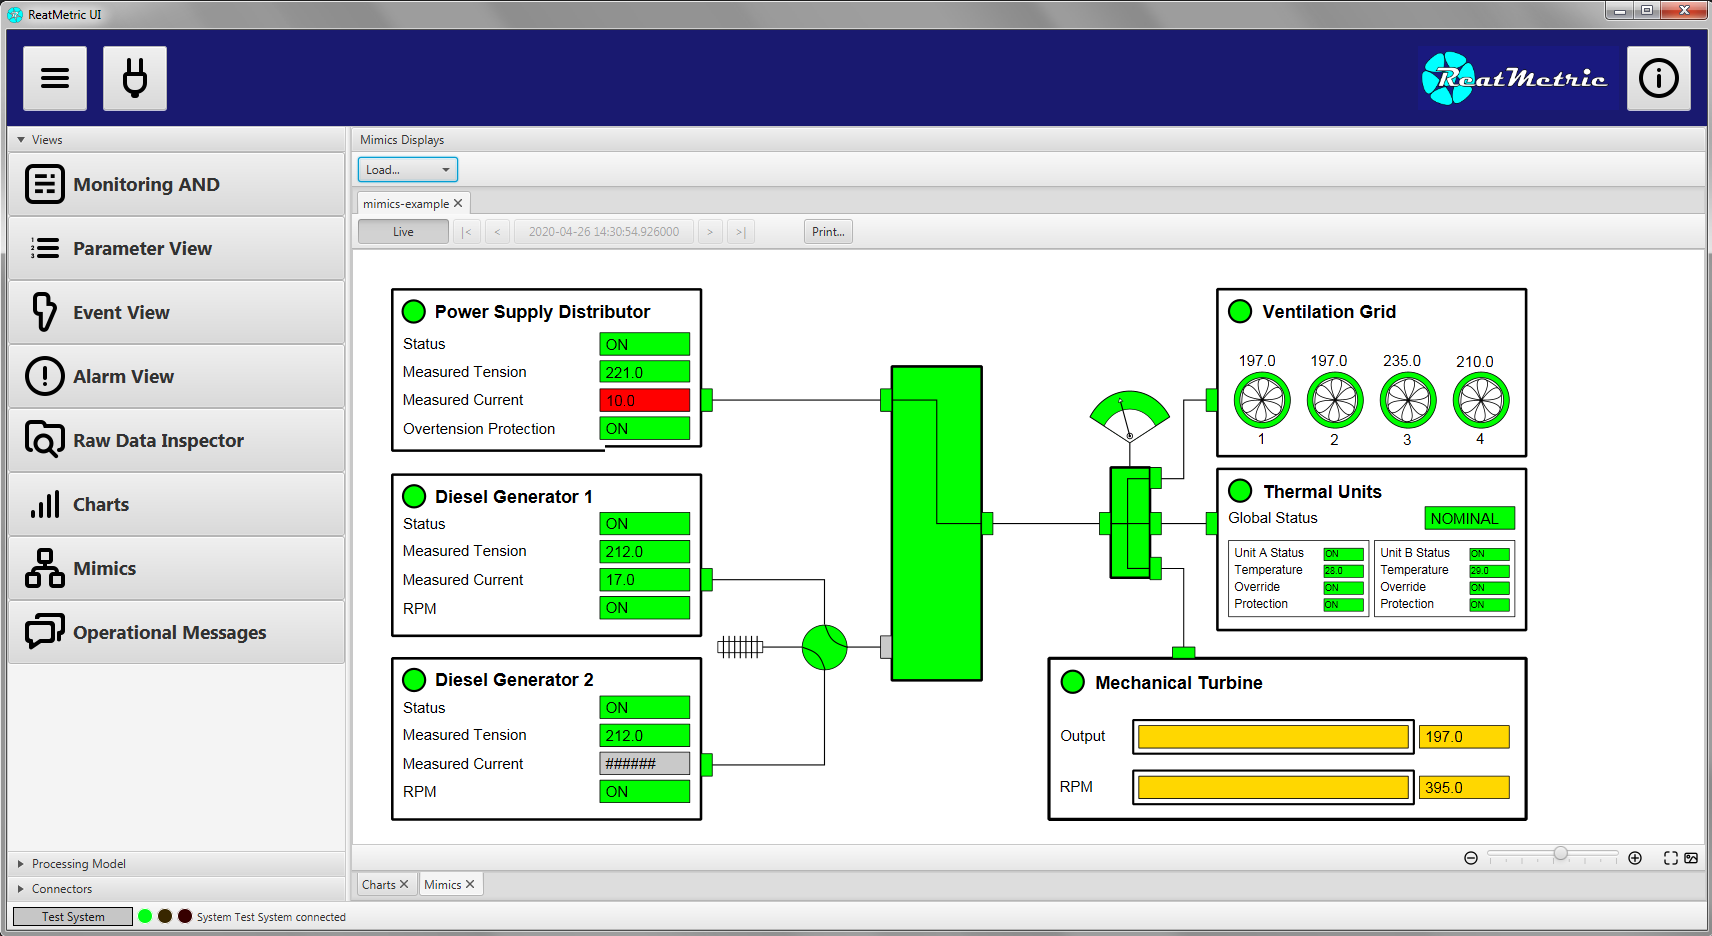 ReatMetric UI
ReatMetric
Views
Monitoring AND
Parameter View
Event View
Alarm View
Raw Data Inspector
Charts
Mimics
Operational Messages
Processing Model
Connectors
Mimics Displays
Load...
mimics-example
Live |< < 2020-04-26 14:30:54.926000 > >| Print...
Power Supply Distributor
Status ON
Measured Tension 221.0
Measured Current 10.0
Overtension Protection ON
Diesel Generator 1
Status ON
Measured Tension 212.0
Measured Current 17.0
RPM ON
Diesel Generator 2
Status ON
Measured Tension 212.0
Measured Current ######
RPM ON
Ventilation Grid
197.0 197.0 235.0 210.0
1 2 3 4
Thermal Units
Global Status NOMINAL
Unit A Status ON
Temperature 28.0
Override ON
Protection ON
Unit B Status ON
Temperature 29.0
Override ON
Protection ON
Mechanical Turbine
Output 197.0
RPM 395.0
Charts Mimics
Test System System Test System connected